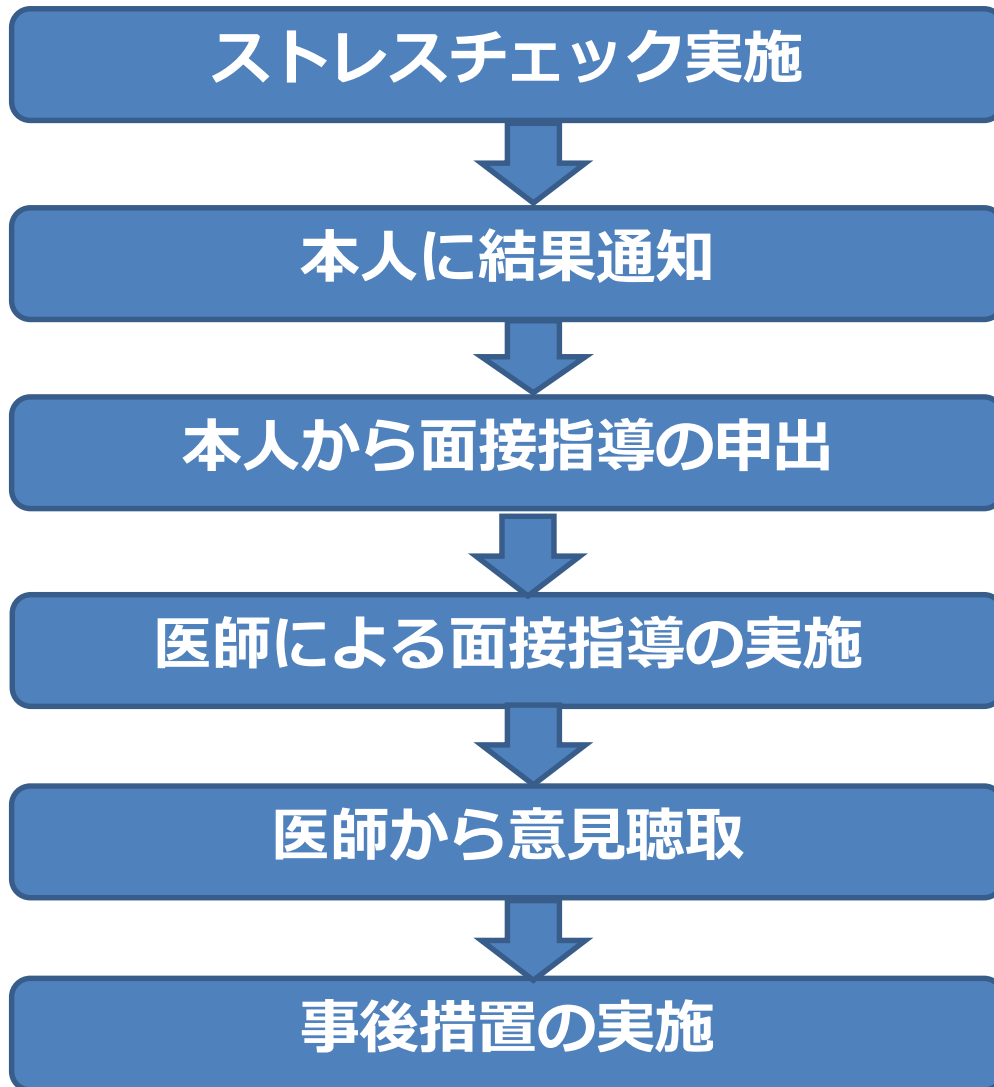 ストレスチェック実施
本人に結果通知
本人から面接指導の申出
医師による面接指導の実施
医師から意見聴取
事後措置の実施